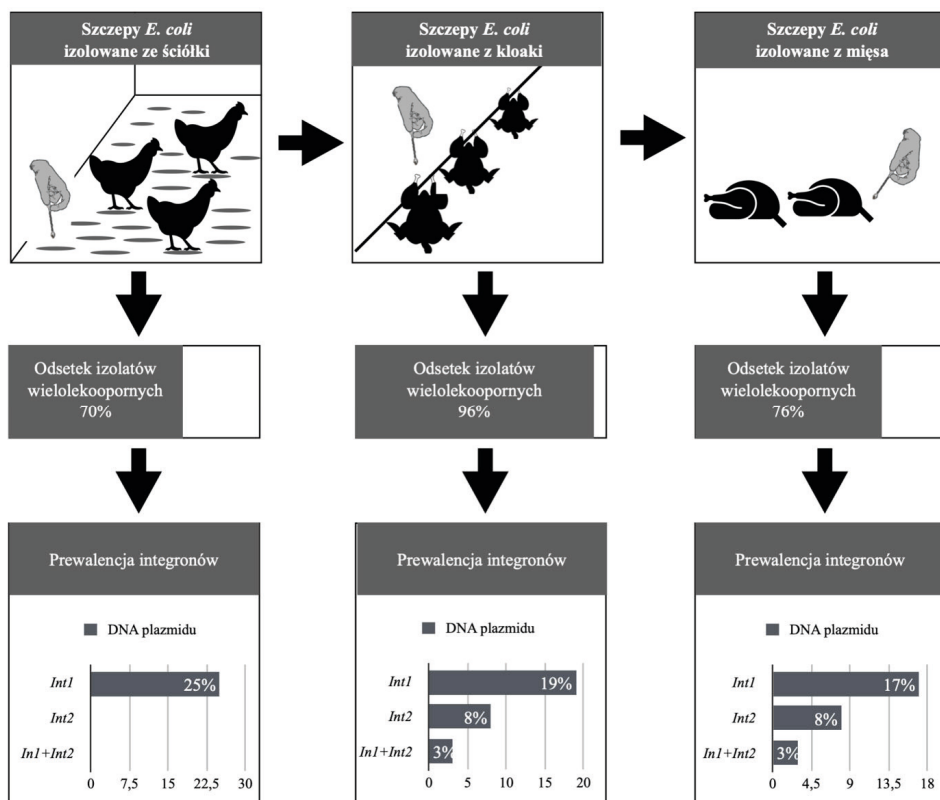 Szczepy E. coli
izolowane ze ściółki
Szczepy E. coli
izolowane z kloaki
Szczepy E. coli
izolowane z mięsa
Odsetek izolatów
wielolekoopornych
70%
Odsetek izolatów
wielolekoopornych
96%
Odsetek izolatów
wielolekoopornych
76%
Prewalencja integronów
DNA plazmidu
Int1
25%
Int2
In1+Int2
0 7,5 15 22,5 30
Prewalencja integronów
DNA plazmidu
Int1
19%
Int2
8%
In1+Int2
3%
0 5 10 15 20
Prewalencja integronów
DNA plazmidu
Int1
17%
Int2
8%
In1+Int2
3%
0 4,5 9 13,5 18